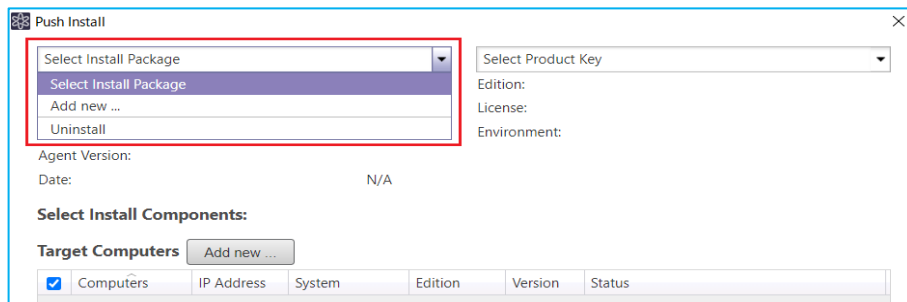 Push Install
Select Install Package
Select Product Key
Select Install Package
Edition:
Add new ...
License:
Uninstall
Environment:
Agent Version:
Date: N/A
Select Install Components:
Target Computers Add new ...
Computers IP Address System Edition Version Status